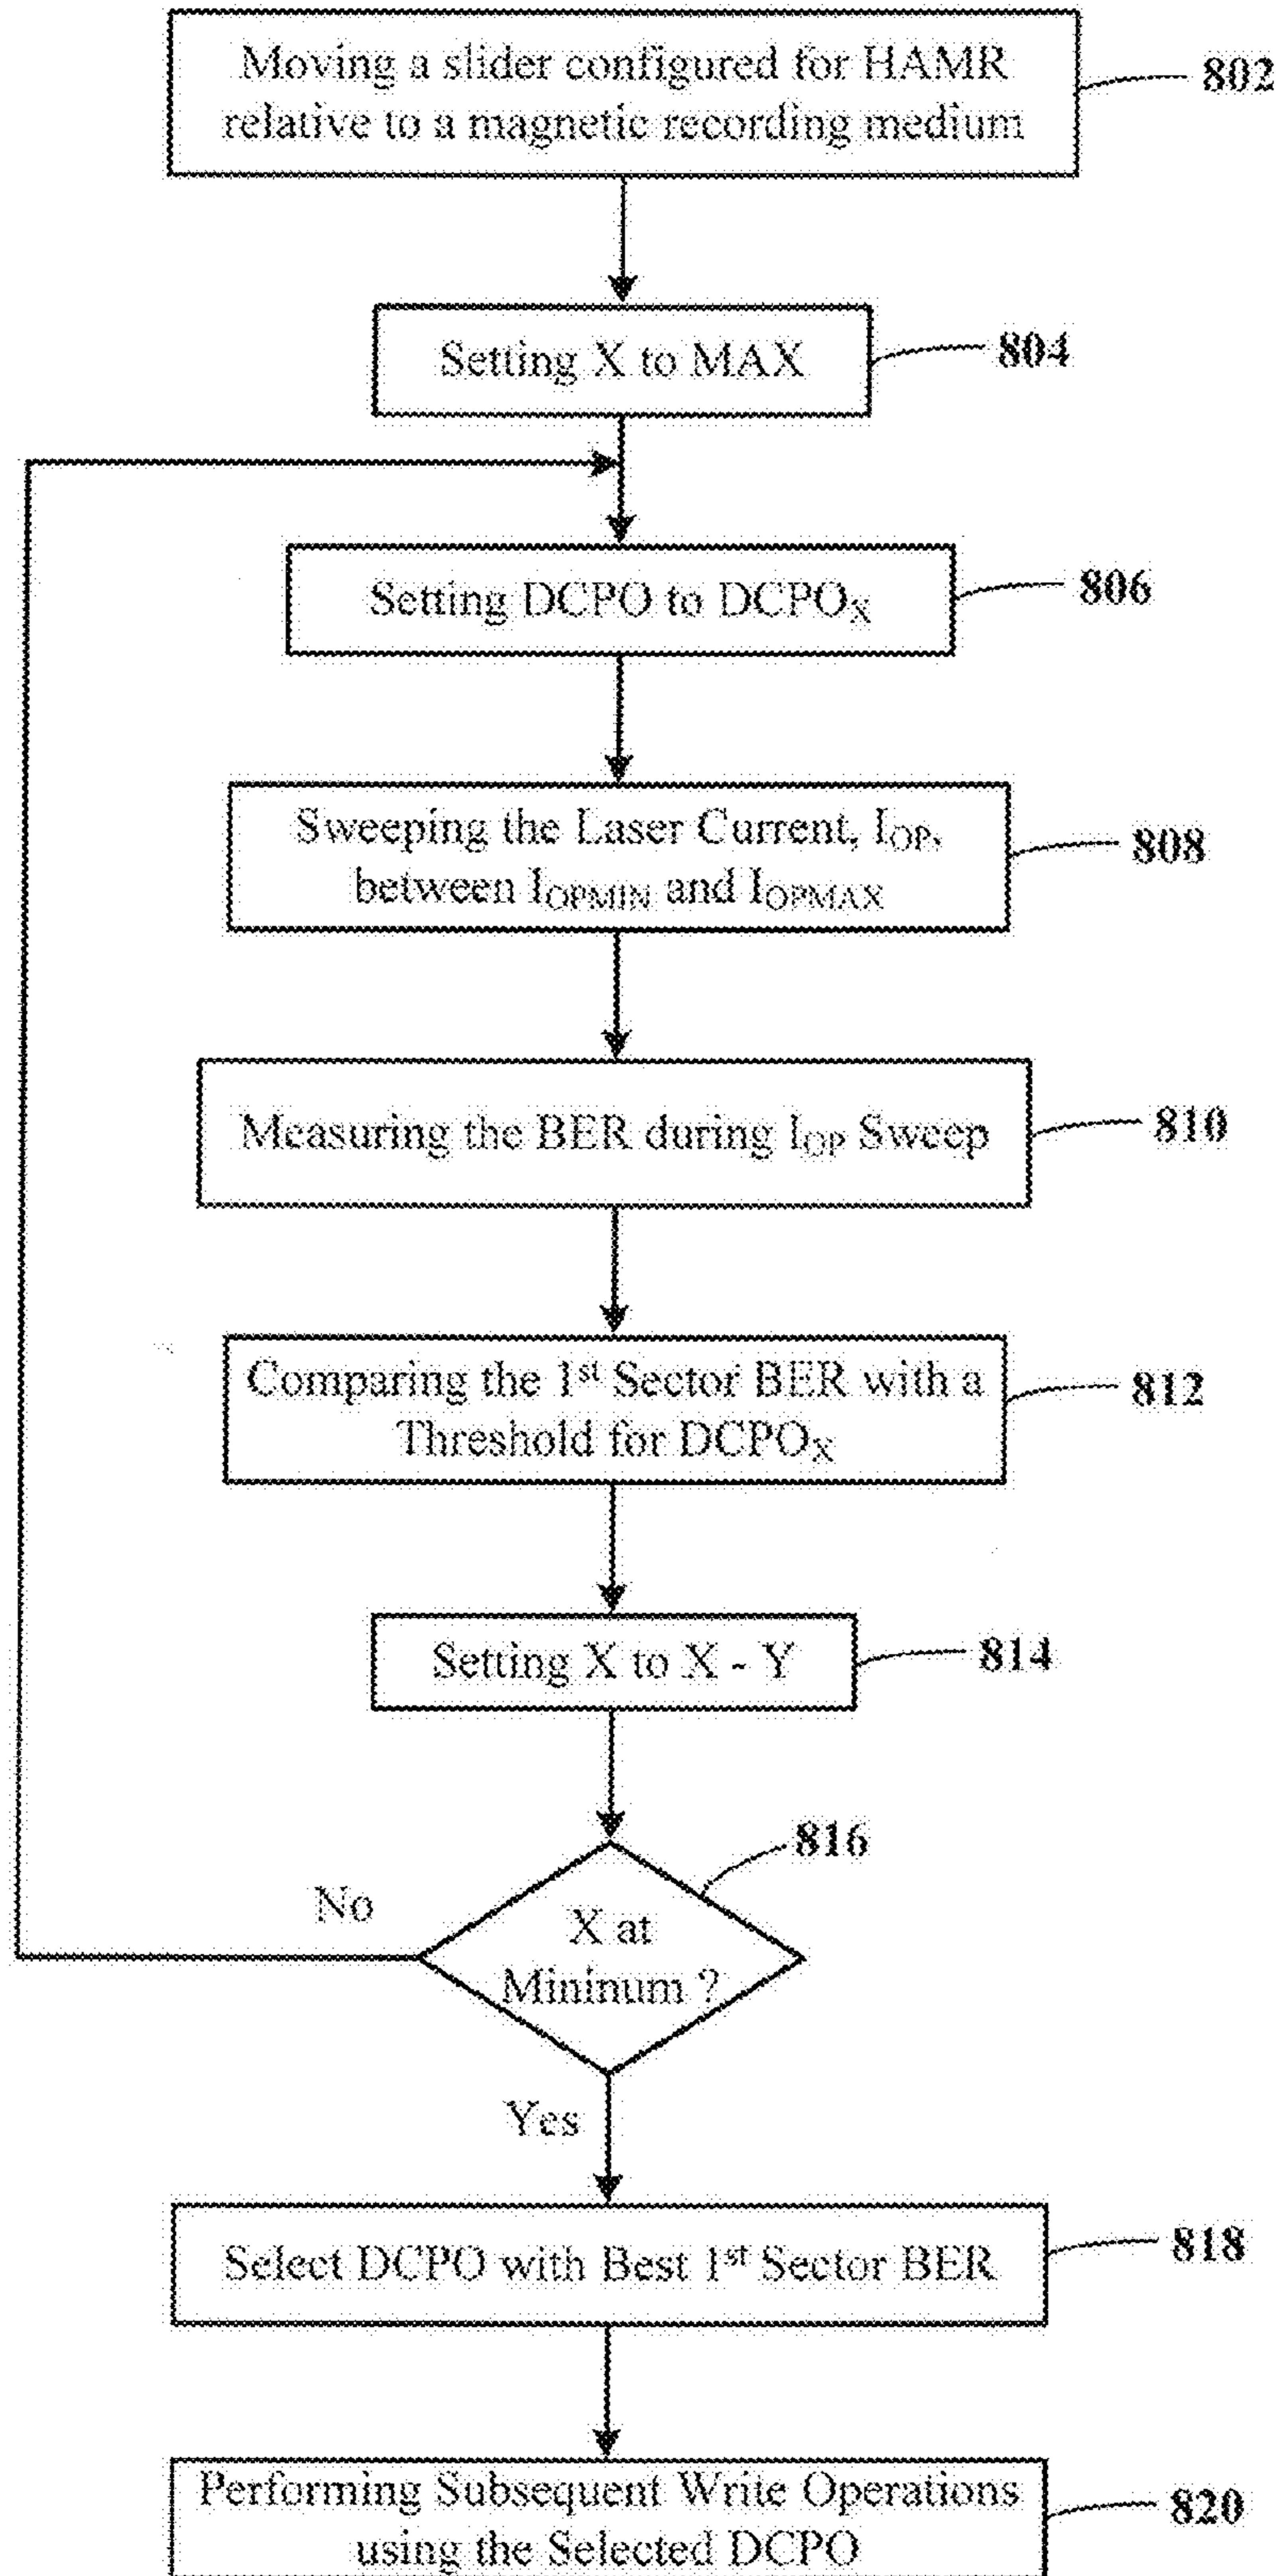 Moving a slider configured for HAMR
relative to a magnetic recording medium
802
Setting X to MAX
804
Setting DCPO to DCPOX
806
Sweeping the Laser Current, IOP,
between IOPMIN and IOPMAX
808
Measuring the BER during IOP Sweep
810
Comparing the 1st Sector BER with a
Threshold for DCPOX
812
Setting X to X - Y
814
816
No
X at
Mininum ?
Yes
Select DCPO with Best 1st Sector BER
818
Performing Subsequent Write Operations
using the Selected DCPO
820